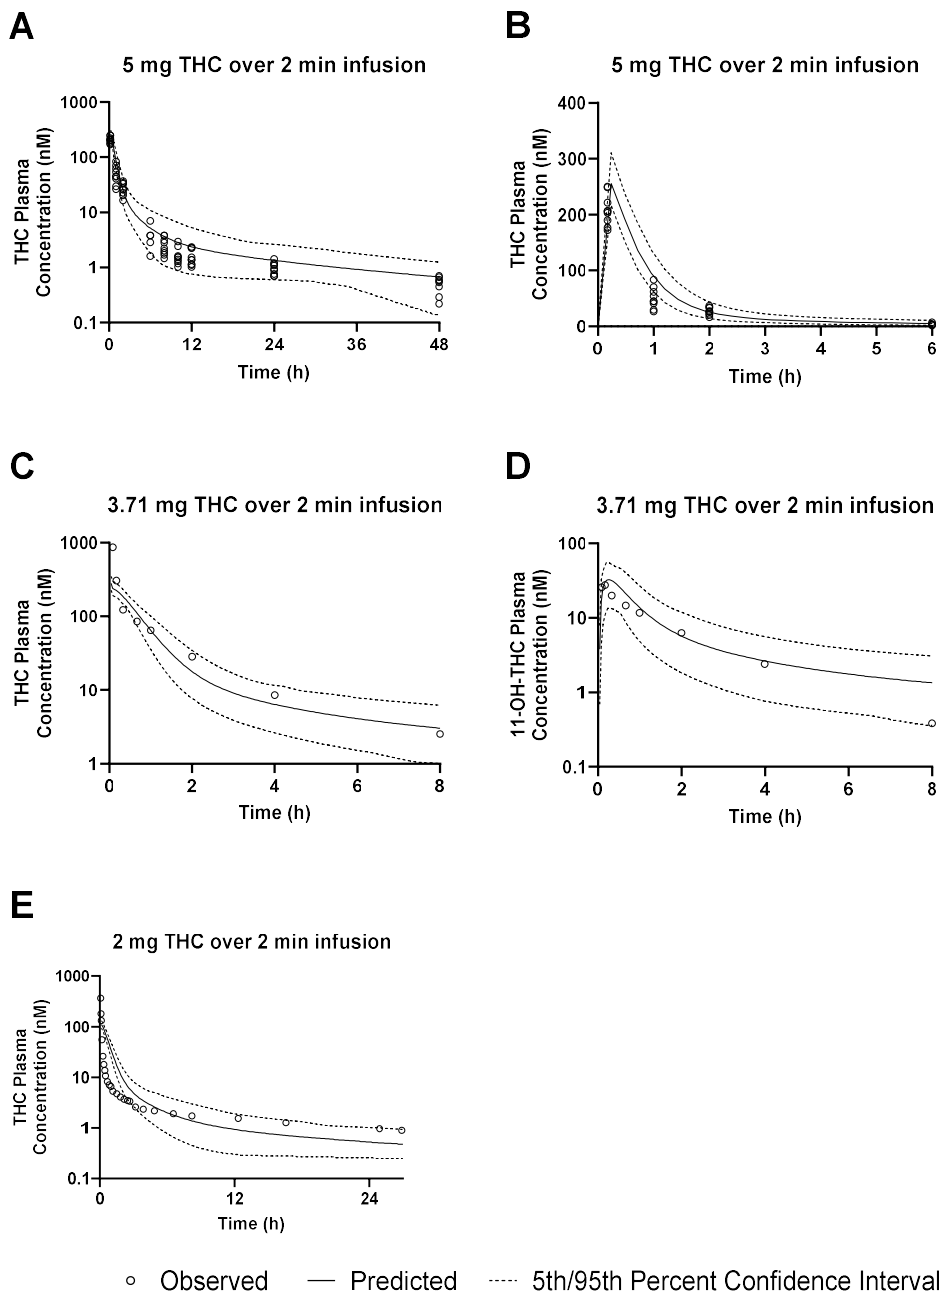 A
5 mg THC over 2 min infusion
THC Plasma
Concentration (nM)
1000
100
10
1
0.1
0 12 24 36 48
Time (h)
B
5 mg THC over 2 min infusion
THC Plasma
Concentration (nM)
400
300
200
100
0
0 1 2 3 4 5 6
Time (h)
C
3.71 mg THC over 2 min infusion
THC Plasma
Concentration (nM)
1000
100
10
1
0 2 4 6 8
Time (h)
D
3.71 mg THC over 2 min infusion
11-OH-THC Plasma
Concentration (nM)
100
10
1
0.1
0 2 4 6 8
Time (h)
E
2 mg THC over 2 min infusion
THC Plasma
Concentration (nM)
1000
100
10
1
0.1
0 12 24
Time (h)
Observed Predicted 5th/95th Percent Confidence Interval